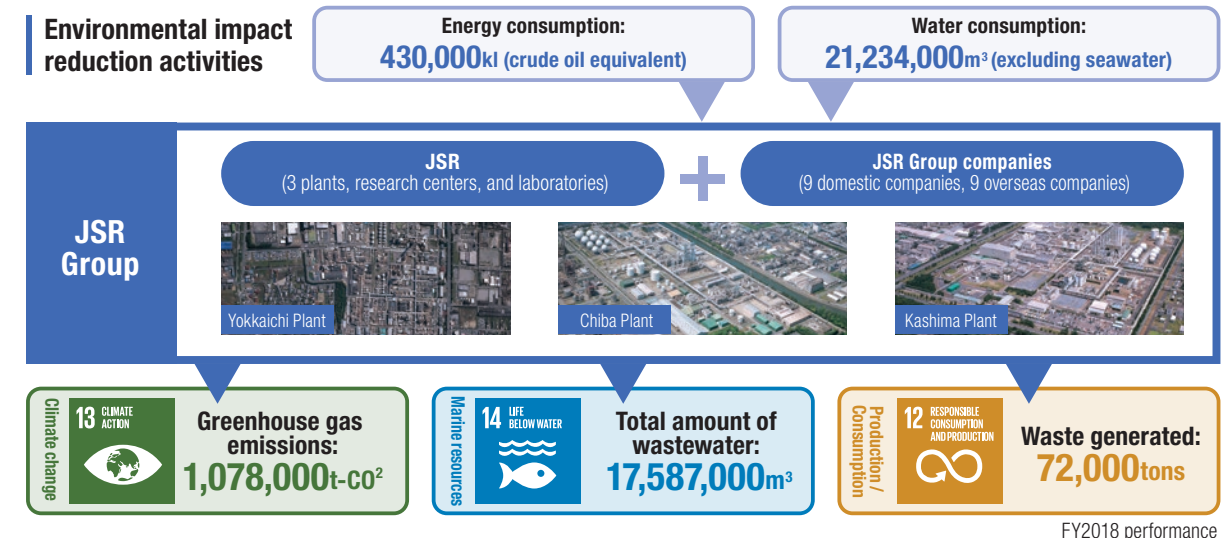 Environmental impact
reduction activities
Energy consumption:
430,000kl (crude oil equivalent)
Water consumption:
21,234,000m³ (excluding seawater)
JSR
Group
JSR
(3 plants, research centers, and laboratories)
+
JSR Group companies
(9 domestic companies, 9 overseas companies)
Yokkaichi Plant
Chiba Plant
Kashima Plant
Climate change
13 CLIMATE
ACTION
Greenhouse gas
emissions:
1,078,000t-CO²
Marine resources
14 LIFE
BELOW WATER
Total amount of
wastewater:
17,587,000m³
Production /
Consumption
12 RESPONSIBLE
CONSUMPTION
AND PRODUCTION
Waste generated:
72,000tons
FY2018 performance